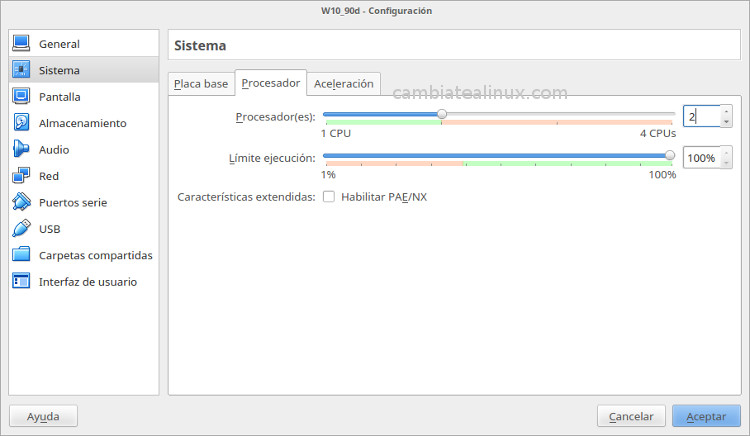 W10_90d - Configuración
General
Sistema
Pantalla
Almacenamiento
Audio
Red
Puertos serie
USB
Carpetas compartidas
Interfaz de usuario
Sistema
Placa base Procesador Aceleración
cambiatealinux.com
Procesador(es): 2
1 CPU 4 CPUs
Límite ejecución: 100%
1% 100%
Características extendidas: Habilitar PAE/NX
Ayuda Cancelar Aceptar